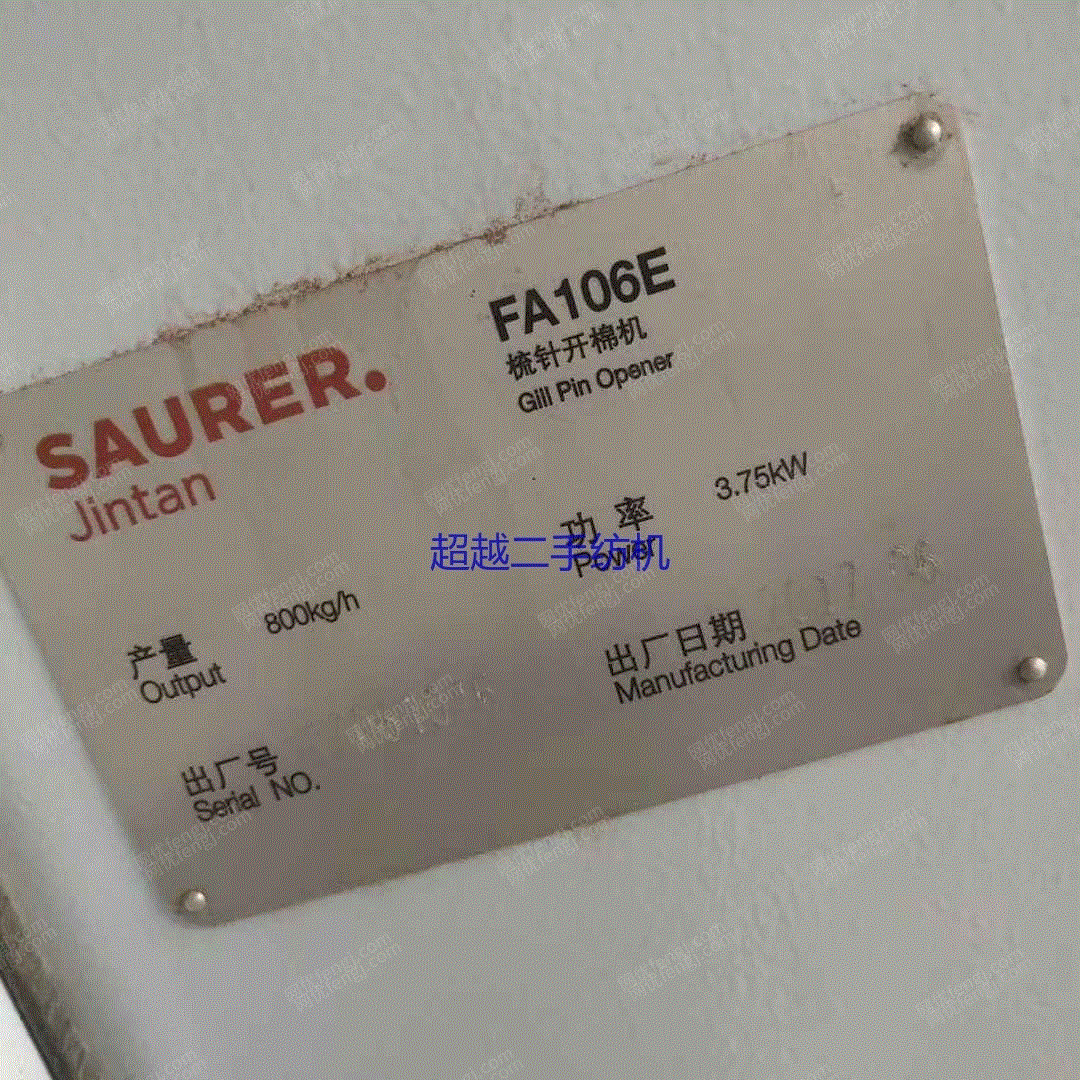 SAURER.
Jintan
FA106E
梳针开棉机
Gill Pin Opener
功 率 3.75kW
Power
超越二手纺机
产量 800kg/h
Output
出厂日期
Manufacturing Date
出厂号
Serial NO.